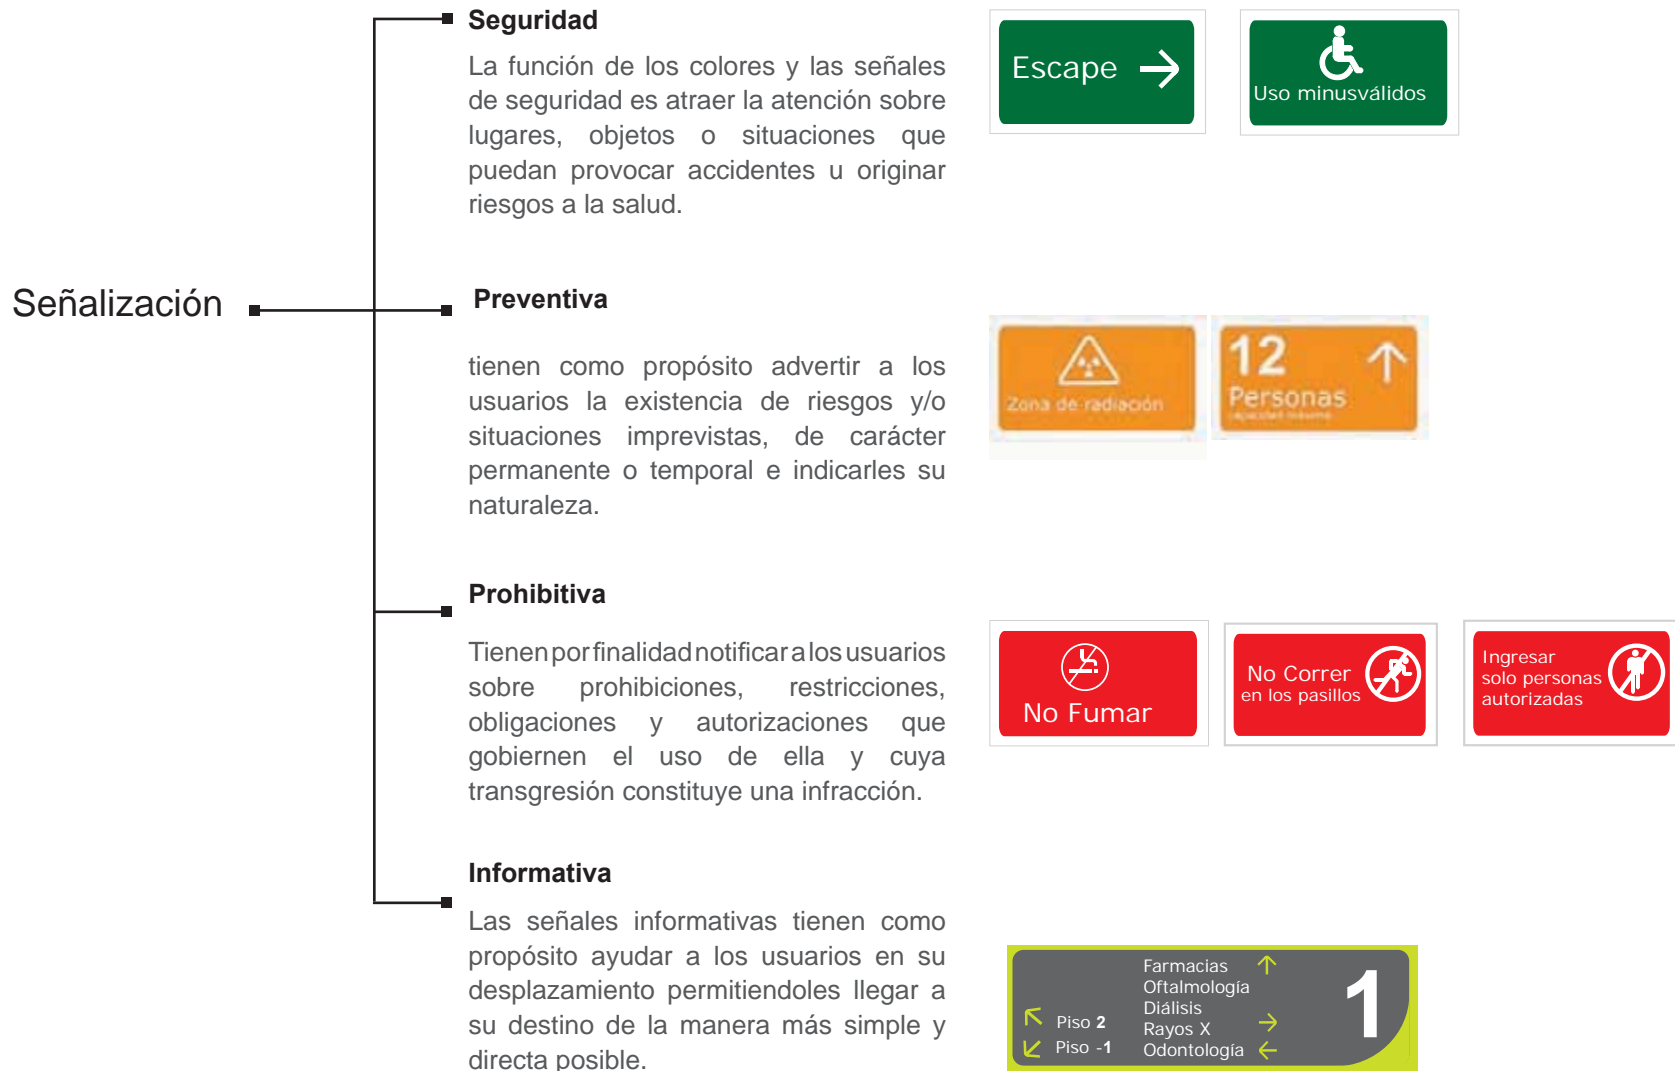 Señalización
Seguridad
La función de los colores y las señales
de seguridad es atraer la atención sobre
lugares, objetos o situaciones que
puedan provocar accidentes u originar
riesgos a la salud.
Escape
Uso minusválidos
Preventiva
tienen como propósito advertir a los
usuarios la existencia de riesgos y/o
situaciones imprevistas, de carácter
permanente o temporal e indicarles su
naturaleza.
Zona de radiación
12
Personas
capacidad máxima
Prohibitiva
Tienen por finalidad notificar a los usuarios
sobre prohibiciones, restricciones,
obligaciones y autorizaciones que
gobiernen el uso de ella y cuya
transgresión constituye una infracción.
No Fumar
No Correr
en los pasillos
Ingresar
solo personas
autorizadas
Informativa
Las señales informativas tienen como
propósito ayudar a los usuarios en su
desplazamiento permitiendoles llegar a
su destino de la manera más simple y
directa posible.
Piso 2
Piso -1
Farmacias
Oftalmología
Diálisis
Rayos X
Odontología
1